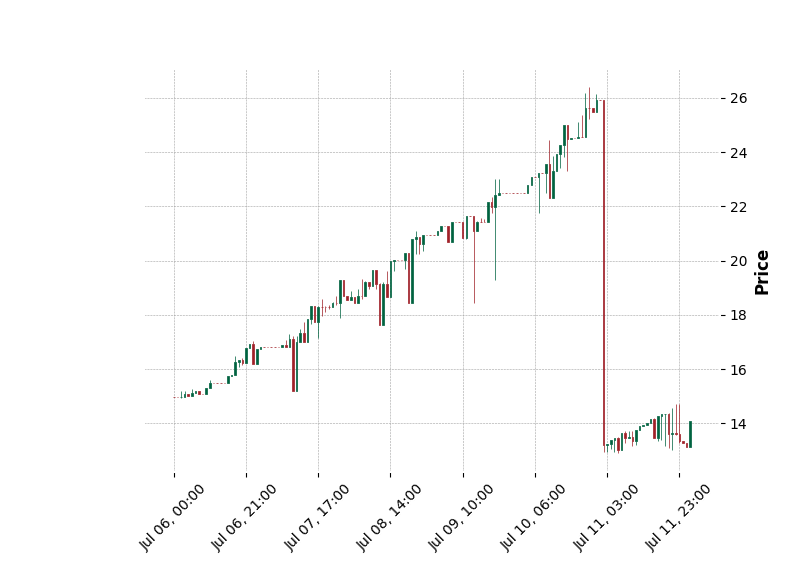 26
24
22
20
18
16
14
Price
Jul 06, 00:00
Jul 06, 21:00
Jul 07, 17:00
Jul 08, 14:00
Jul 09, 10:00
Jul 10, 06:00
Jul 11, 03:00
Jul 11, 23:00